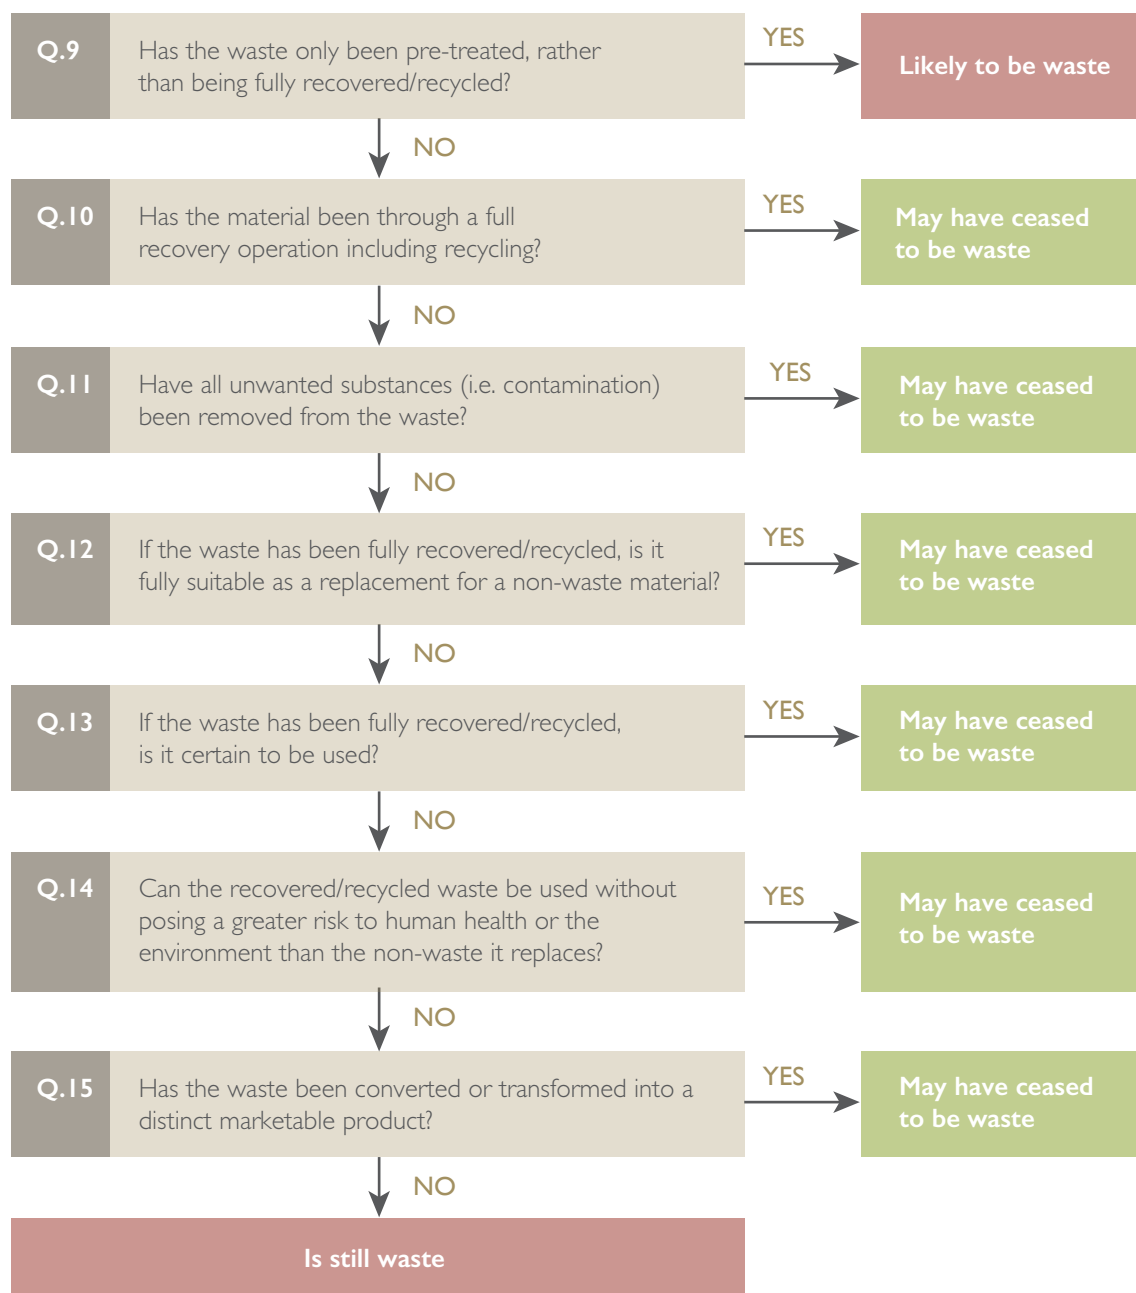 Q.9
Has the waste only been pre-treated, rather
than being fully recovered/recycled?
YES
Likely to be waste
NO
Q.10
Has the material been through a full
recovery operation including recycling?
YES
May have ceased
to be waste
NO
Q.11
Have all unwanted substances (i.e. contamination)
been removed from the waste?
YES
May have ceased
to be waste
NO
Q.12
If the waste has been fully recovered/recycled, is it
fully suitable as a replacement for a non-waste material?
YES
May have ceased
to be waste
NO
Q.13
If the waste has been fully recovered/recycled,
is it certain to be used?
YES
May have ceased
to be waste
NO
Q.14
Can the recovered/recycled waste be used without
posing a greater risk to human health or the
environment than the non-waste it replaces?
YES
May have ceased
to be waste
NO
Q.15
Has the waste been converted or transformed into a
distinct marketable product?
YES
May have ceased
to be waste
NO
Is still waste